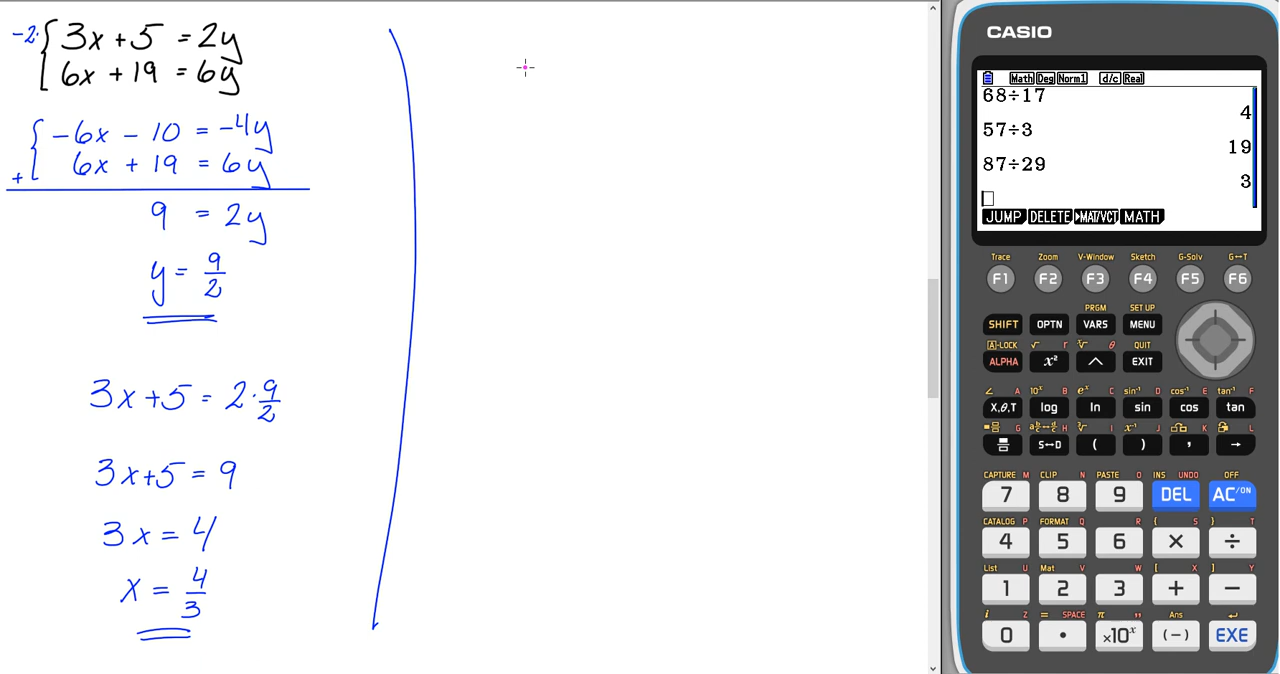 -2· 3x + 5 = 2y
6x + 19 = 6y
-6x - 10 = -4y
+ 6x + 19 = 6y
9 = 2y
y = 9/2
3x + 5 = 2 · 9/2
3x + 5 = 9
3x = 4
x = 4/3
CASIO
Math Deg Norm1 d/c Real
68÷17
4
57÷3
19
87÷29
3
JUMP DELETE ▶MAT/VCT MATH
Trace Zoom V-Window Sketch G-Solv G↔T
F1 F2 F3 F4 F5 F6
PRGM SET UP
SHIFT OPTN VARS MENU
A-LOCK √ r θ QUIT
ALPHA x² ^ EXIT
∠ A 10ˣ B eˣ C sin⁻¹ D cos⁻¹ E tan⁻¹ F
X,θ,T log ln sin cos tan
G H I x⁻¹ J K L
S↔D ( ) , →
CAPTURE M CLIP N PASTE O INS UNDO OFF
7 8 9 DEL AC/ON
CATALOG P FORMAT Q R { S } T
4 5 6 × ÷
List U Mat V W [ X ] Y
1 2 3 + −
i Z = SPACE π " Ans ↵
0 · ×10ˣ (−) EXE